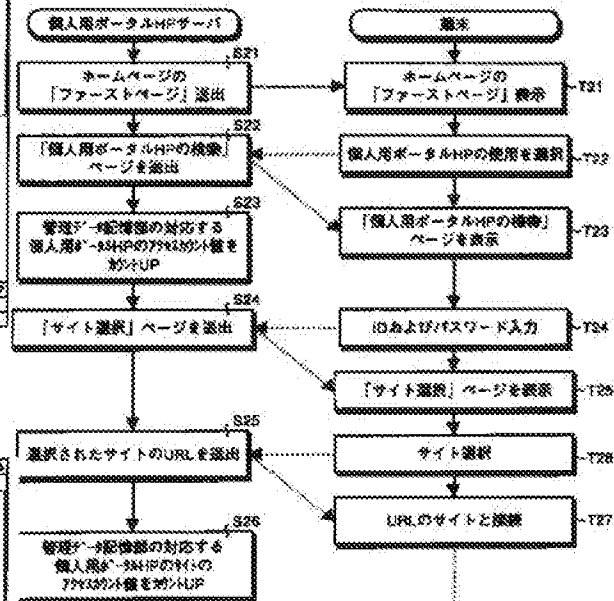 個人用ポータルHPサーバ
端末
S21
ホームページの
「ファーストページ」送出
ホームページの
「ファーストページ」表示
T21
S22
「個人用ポータルHPの検索」
ページを送出
個人用ポータルHPの使用を選択
T22
S23
管理データ記憶部の対応する
個人用ポータルHPのアクセスカウント値を
カウントUP
「個人用ポータルHPの検索」
ページを表示
T23
S24
「サイト選択」ページを送出
IDおよびパスワード入力
T24
「サイト選択」ページを表示
T25
S25
選択されたサイトのURLを送出
サイト選択
T26
URLのサイトと接続
T27
S26
管理データ記憶部の対応する
個人用ポータルHPのサイトの
アクセスカウント値をカウントUP